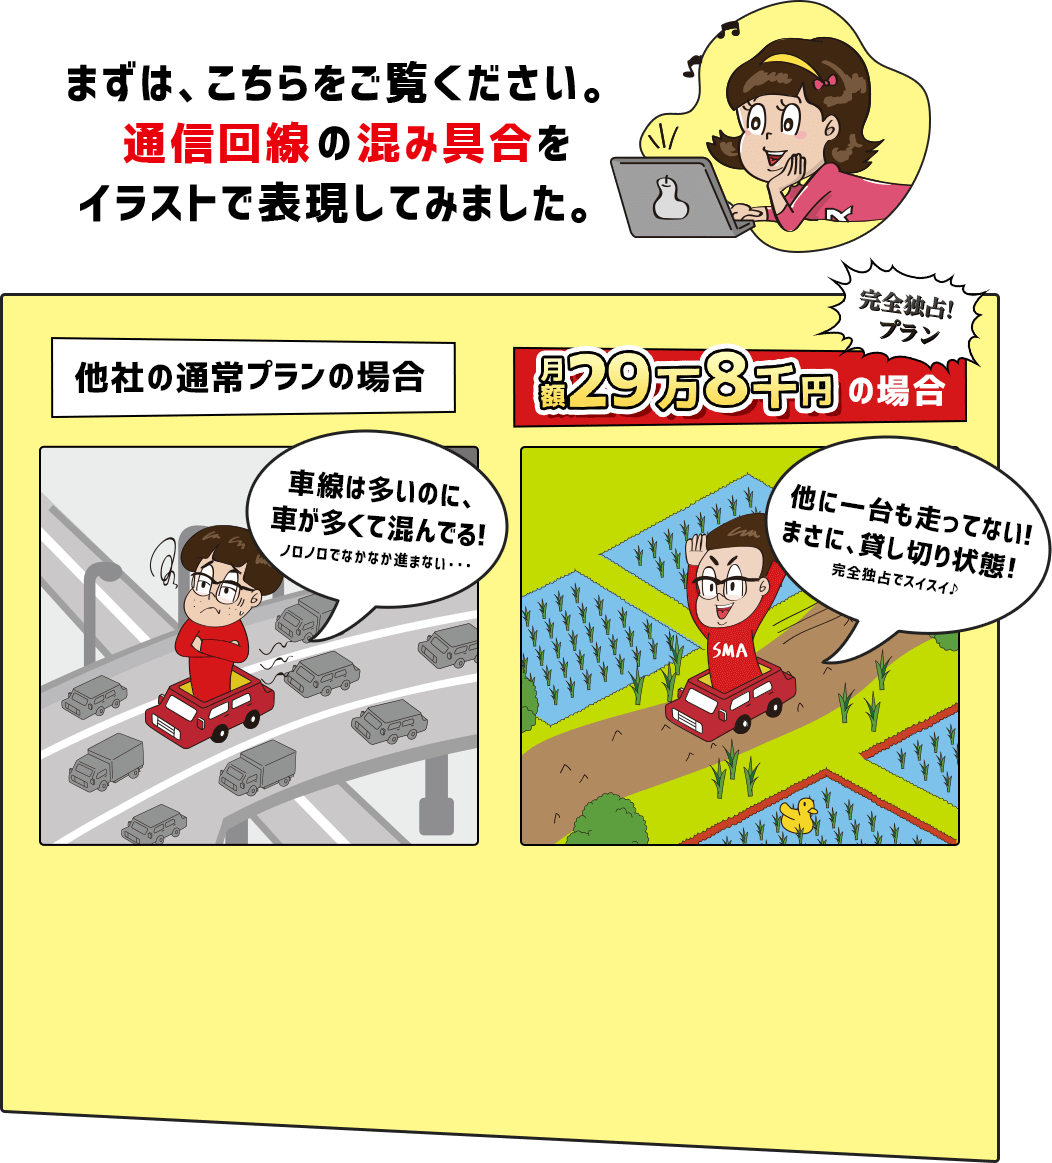 まずは、こちらをご覧ください。
通信回線の混み具合を
イラストで表現してみました。
完全独占!
プラン
他社の通常プランの場合
月額29万8千円の場合
車線は多いのに、
車が多くて混んでる!
ノロノロでなかなか進まない・・・
他に一台も走ってない!
まさに、貸し切り状態!
完全独占でスイスイ♪
SMA